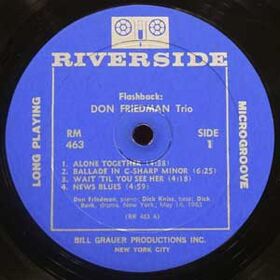 RIVERSIDE
LONG PLAYING
MICROGROOVE
Flashback:
DON FRIEDMAN Trio
RM
463
SIDE
1
1. ALONE TOGETHER (4:58)
2. BALLADE IN C-SHARP MINOR (6:25)
3. WAIT 'TIL YOU SEE HER (4:18)
4. NEWS BLUES (4:59)
Don Friedman, piano; Dick Kniss, bass; Dick
Berk, drums. New York, May 14, 1963
(RM 463 A)
BILL GRAUER PRODUCTIONS INC.
NEW YORK CITY